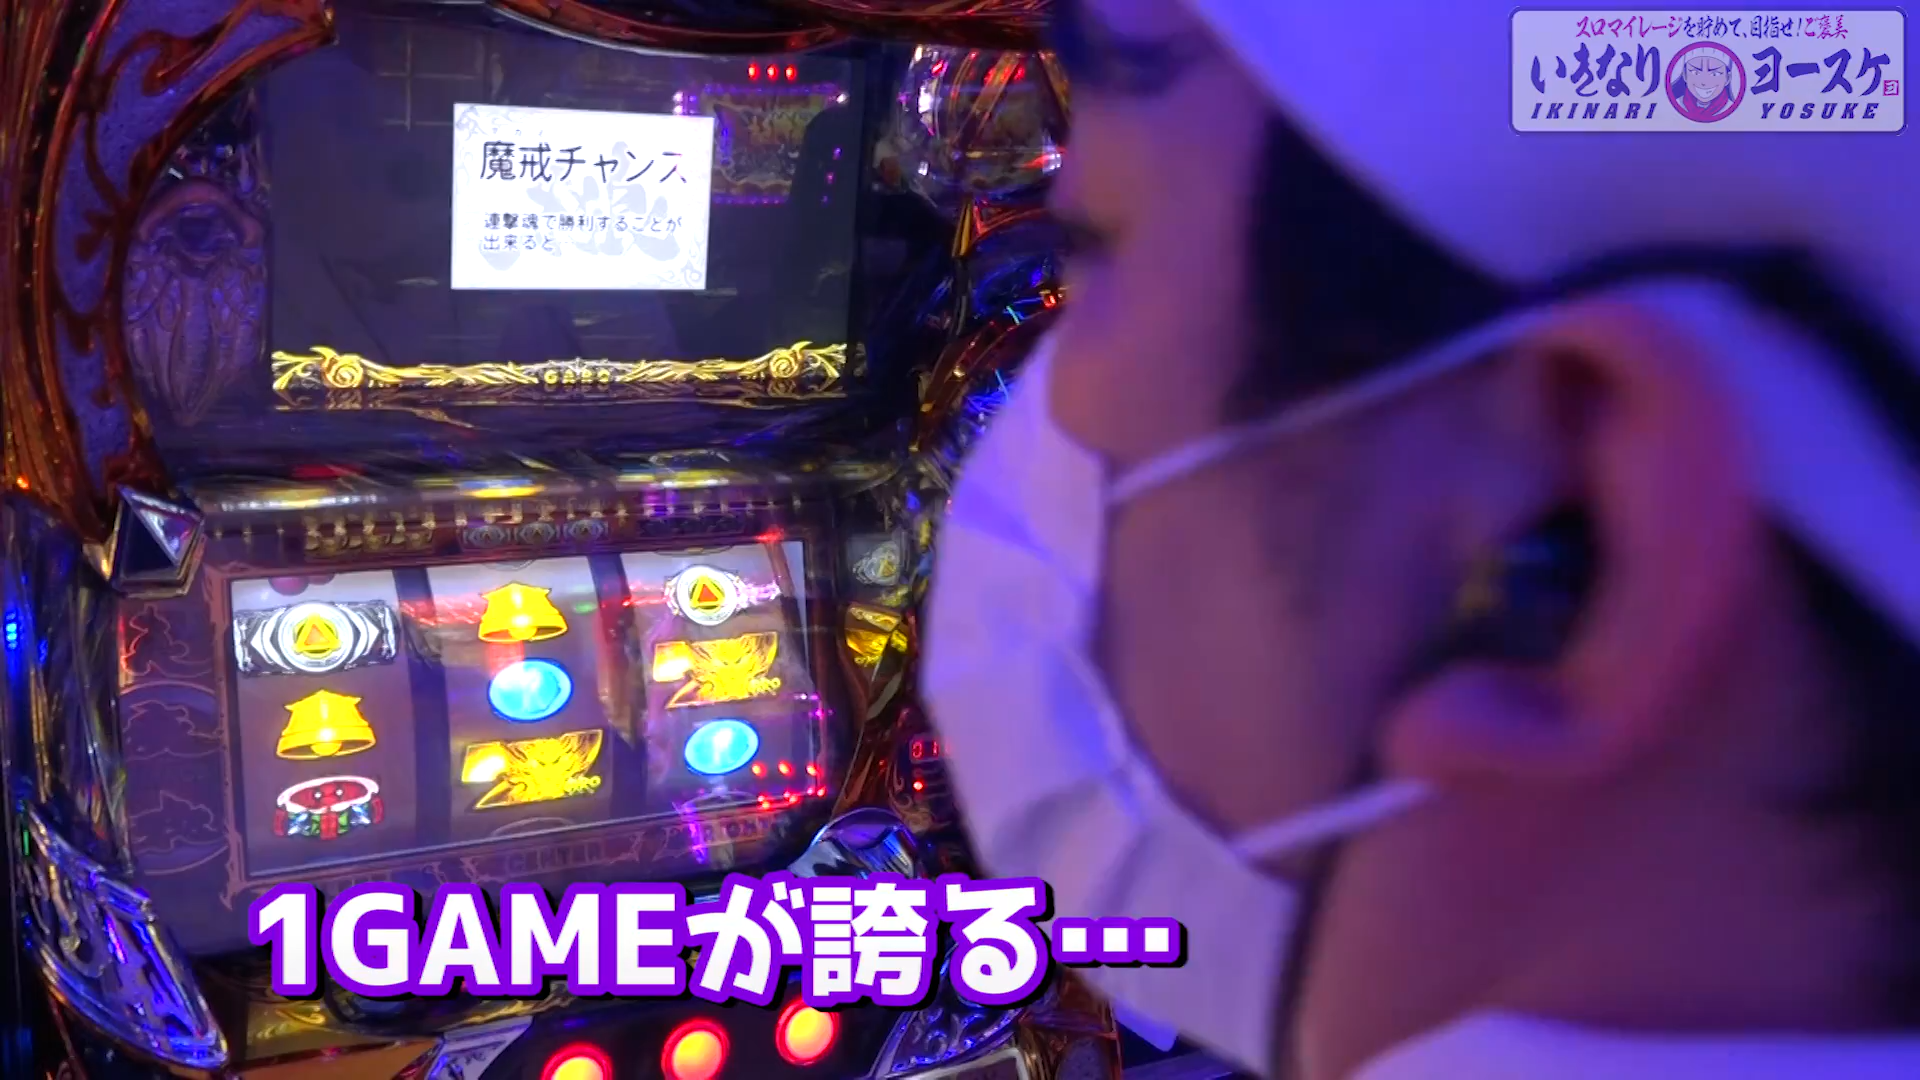 スロマイレージを貯めて、目指せ!ご褒美
いきなりヨースケ
IKINARI YOSUKE
魔戒チャンス
連撃魂で勝利することが
出来ると…
GARO
CENTER
1GAMEが誇る…